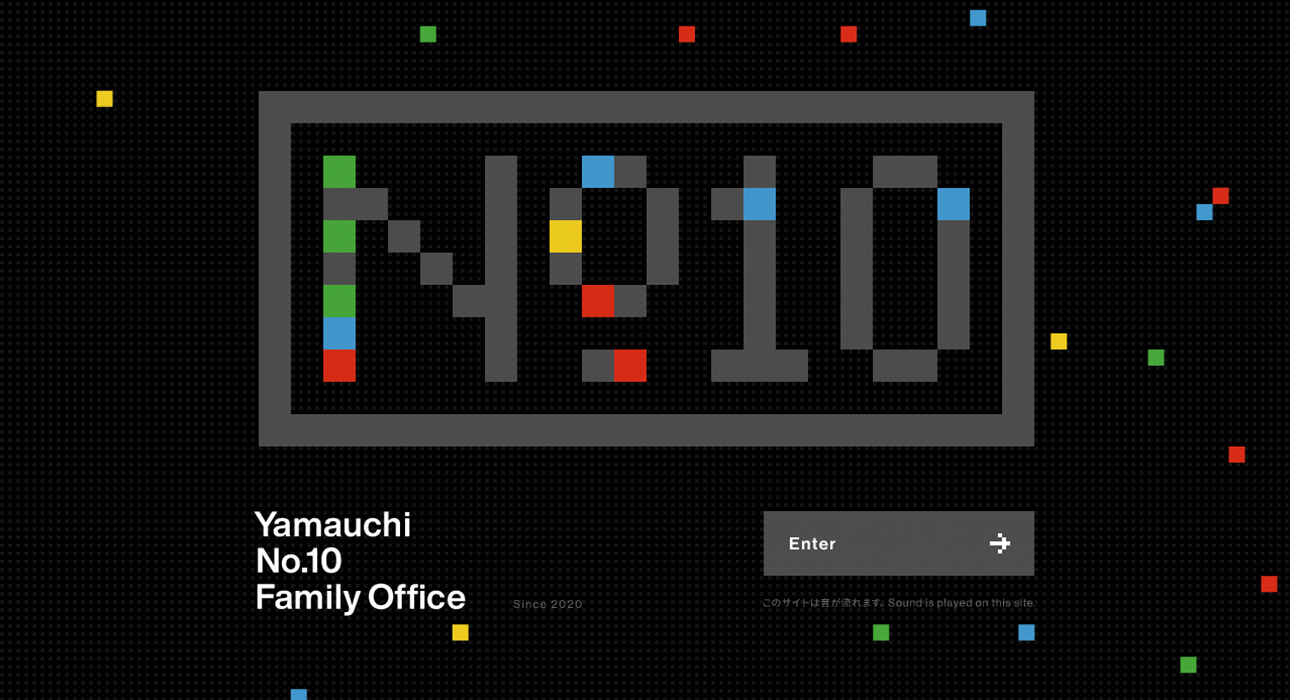 Nº10
Yamauchi
No.10
Family Office
Since 2020
Enter
このサイトは音が流れます。Sound is played on this site.